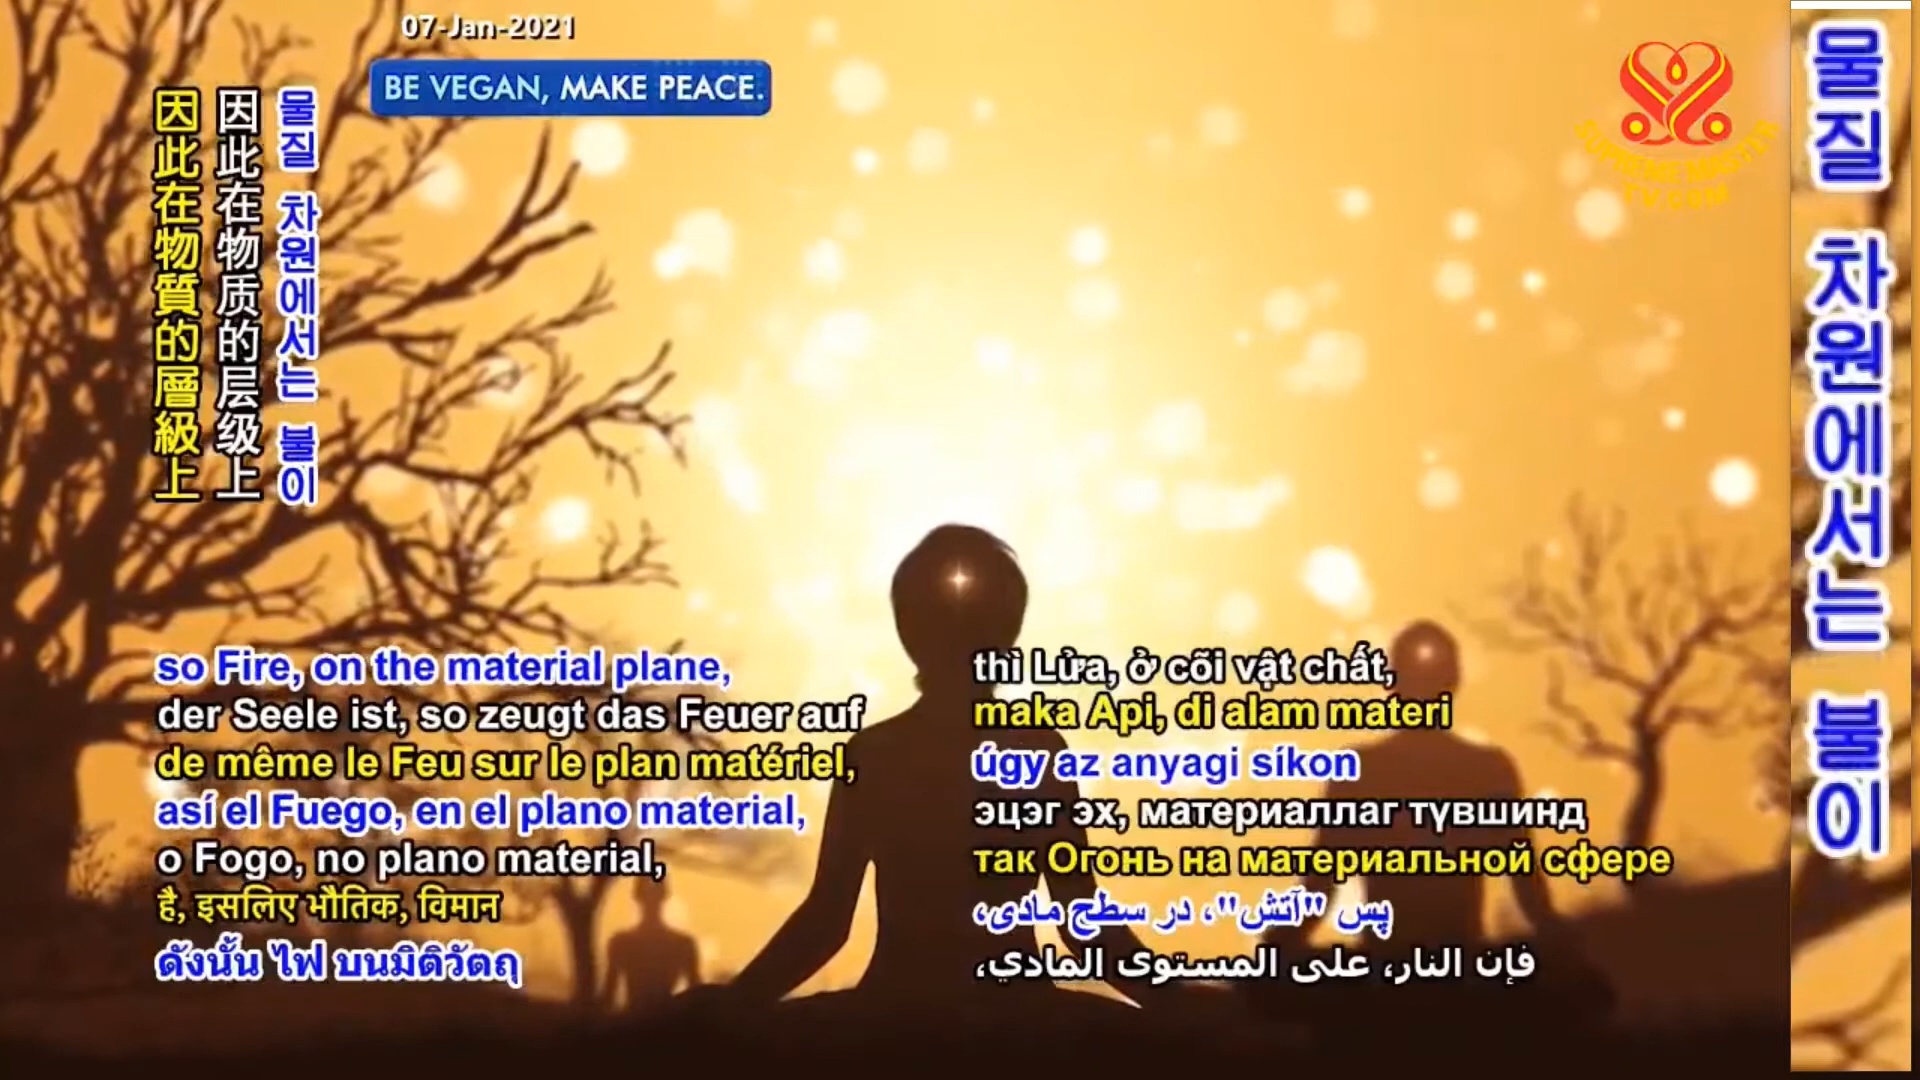 07-Jan-2021
BE VEGAN, MAKE PEACE.
SUPREME MASTER
TV.COM
因此在物質的層級上
因此在物质的层级上
물질 차원에서는 불이
so Fire, on the material plane,
der Seele ist, so zeugt das Feuer auf
de même le Feu sur le plan matériel,
así el Fuego, en el plano material,
o Fogo, no plano material,
है, इसलिए भौतिक, विमान
ดังนั้น ไฟ บนมิติวัตถุ
thì Lửa, ở cõi vật chất,
maka Api, di alam materi
úgy az anyagi síkon
эцэг эх, материаллаг түвшинд
так Огонь на материальной сфере
پس "آتش"، در سطح مادی،
فإن النار، على المستوى المادي،
물질 차원에서는 불이